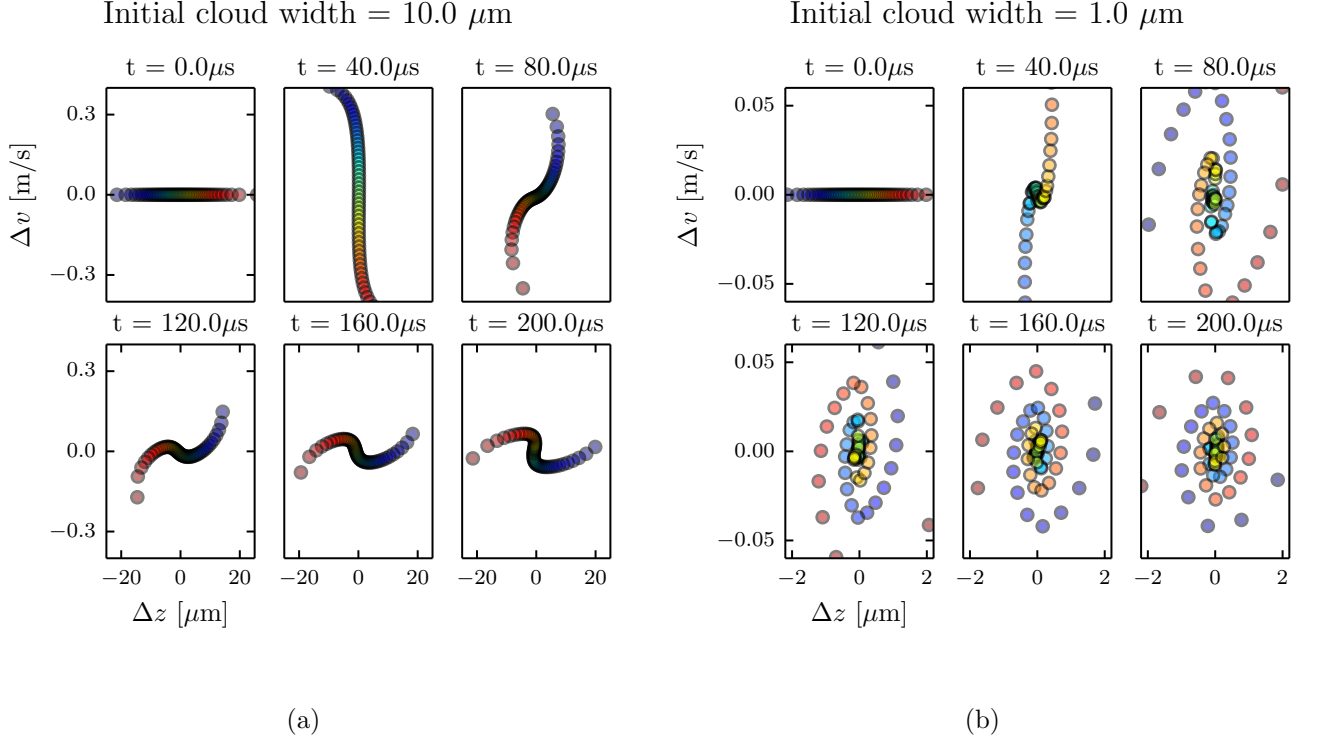 Initial cloud width = 10.0 μm
t = 0.0μs
t = 40.0μs
t = 80.0μs
0.3
0.0
−0.3
Δv [m/s]
t = 120.0μs
t = 160.0μs
t = 200.0μs
0.3
0.0
−0.3
−20 0 20
−20 0 20
−20 0 20
Δz [μm]
(a)
Initial cloud width = 1.0 μm
t = 0.0μs
t = 40.0μs
t = 80.0μs
0.05
0.00
−0.05
Δv [m/s]
t = 120.0μs
t = 160.0μs
t = 200.0μs
0.05
0.00
−0.05
−2 0 2
−2 0 2
−2 0 2
Δz [μm]
(b)